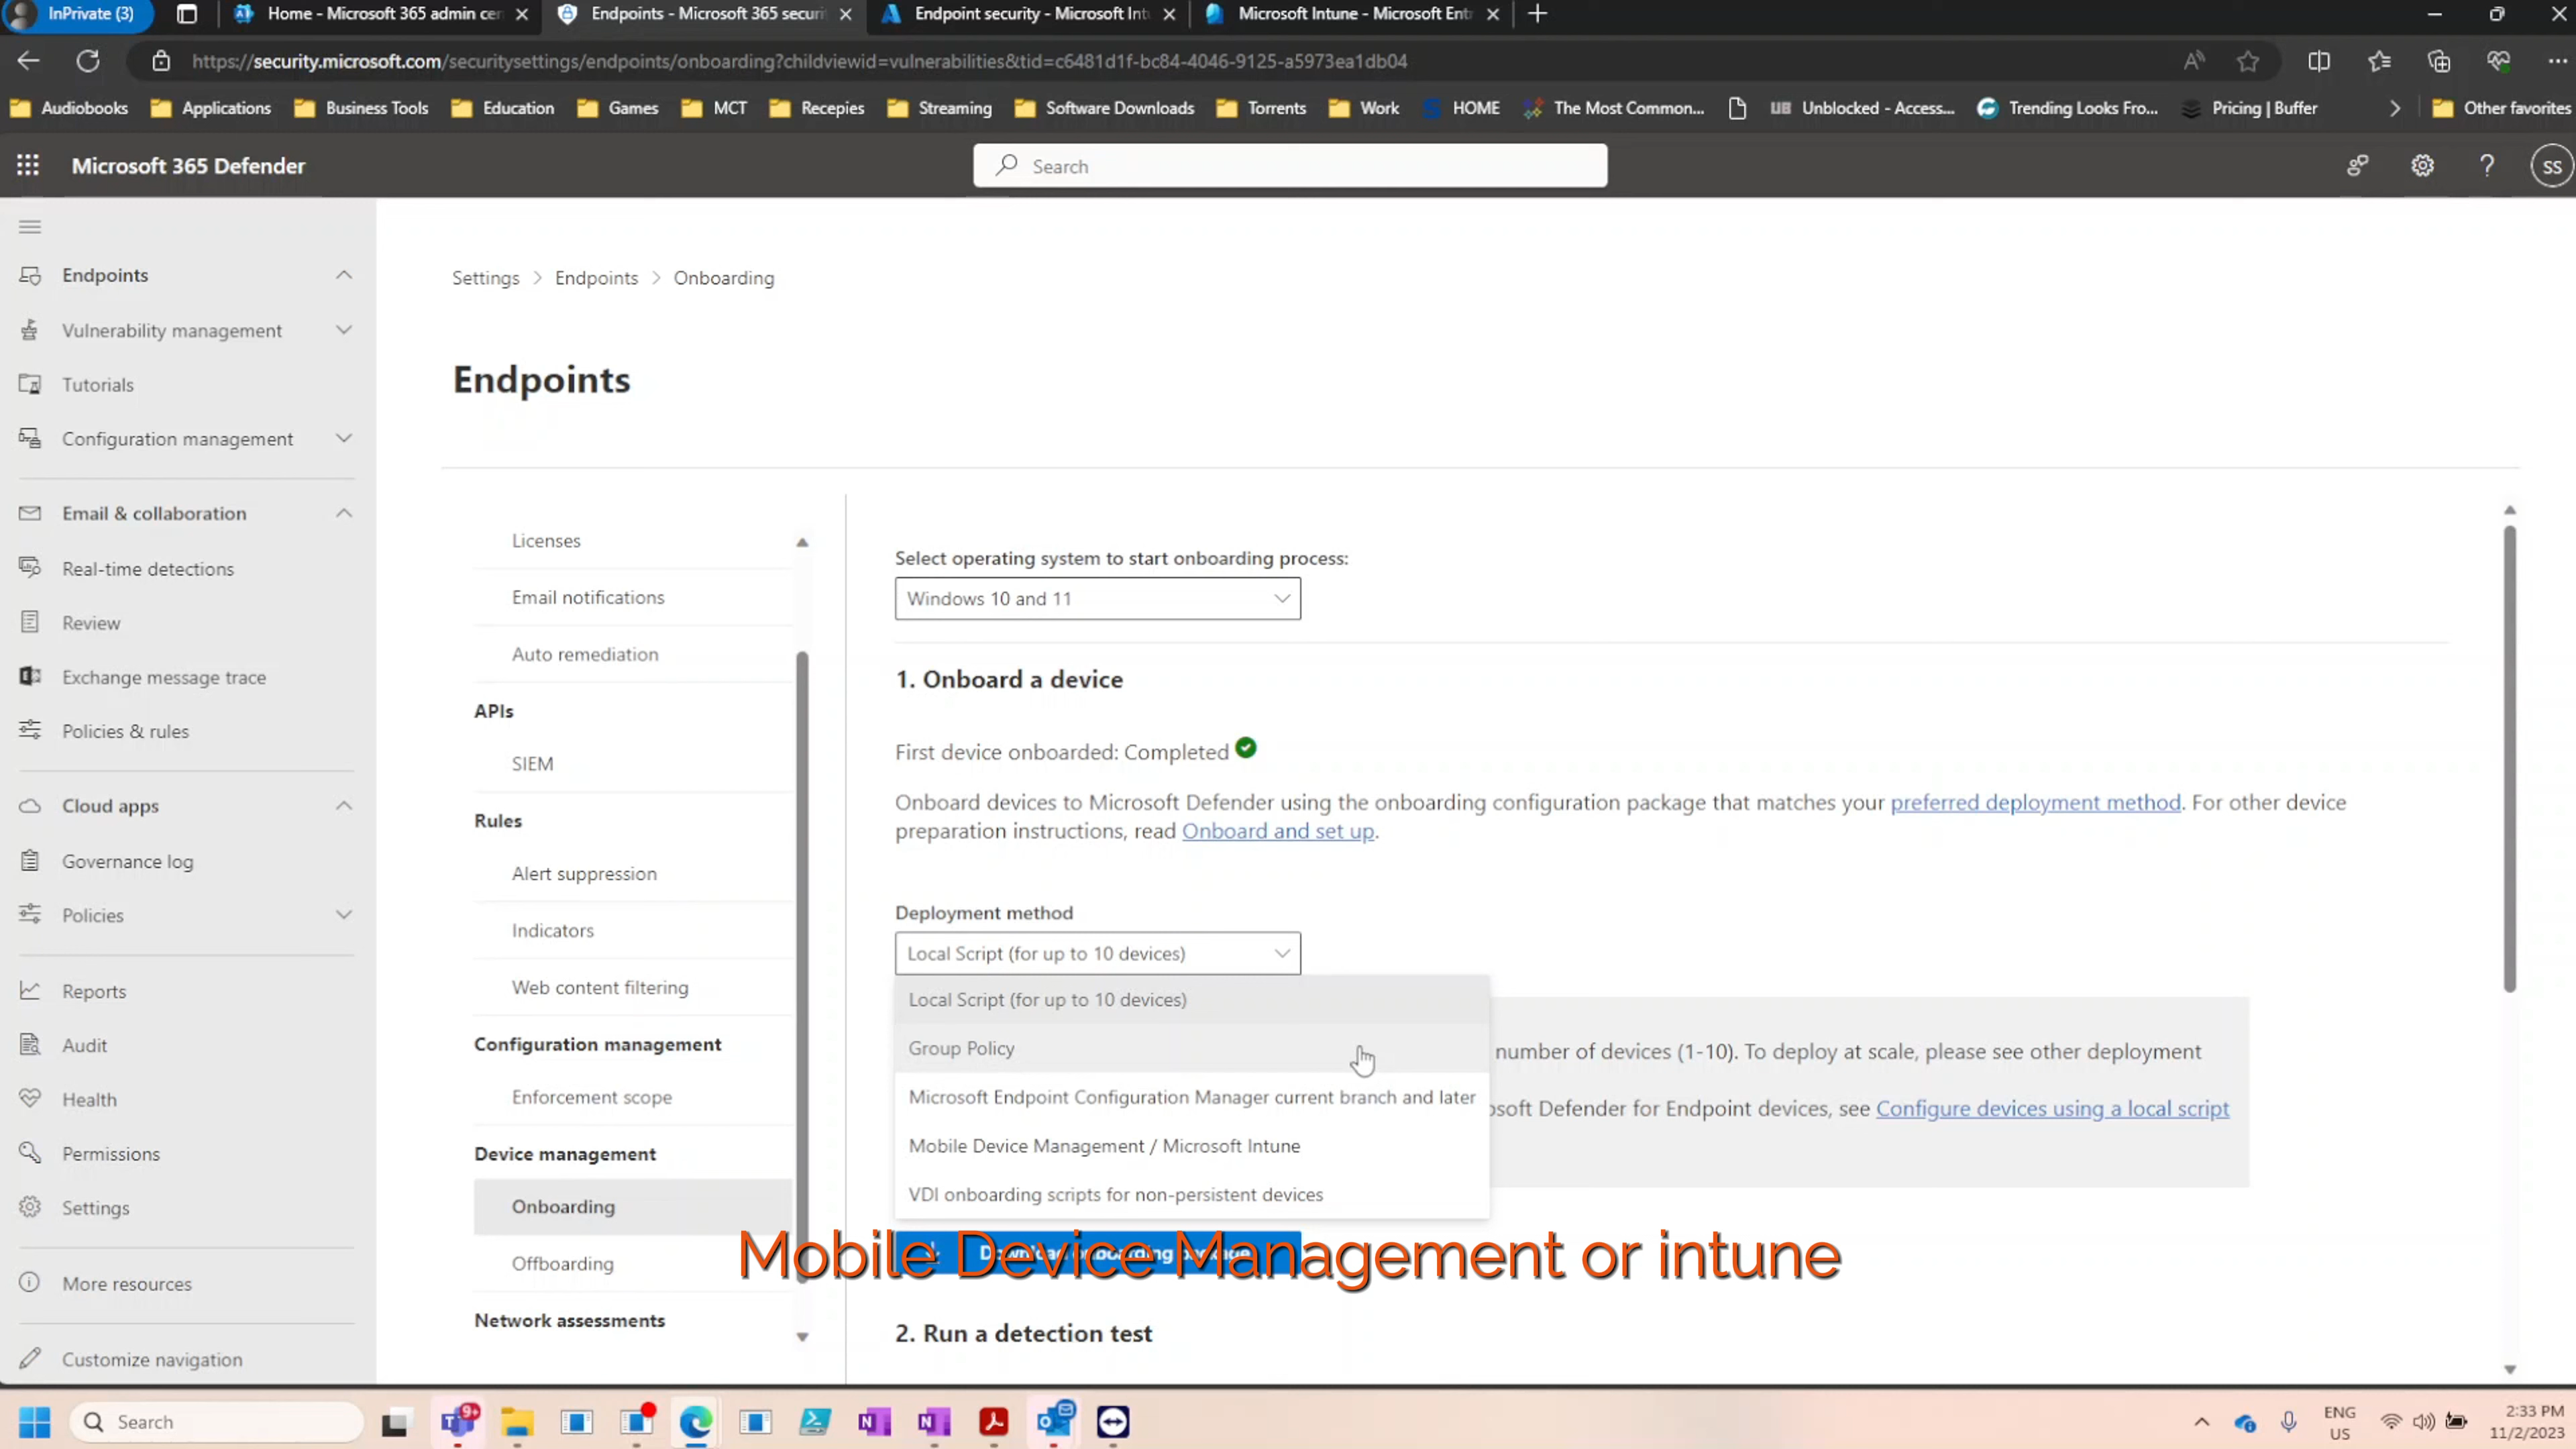 InPrivate (3)
Home - Microsoft 365 admin cen
Endpoints - Microsoft 365 securi
Endpoint security - Microsoft Int
Microsoft Intune - Microsoft Entr
https://security.microsoft.com/securitysettings/endpoints/onboarding?childviewid=vulnerabilities&tid=c6481d1f-bc84-4046-9125-a5973ea1db04
Audiobooks
Applications
Business Tools
Education
Games
MCT
Recepies
Streaming
Software Downloads
Torrents
Work
HOME
The Most Common...
UB
Unblocked - Access...
Trending Looks Fro...
Pricing | Buffer
Other favorites
Microsoft 365 Defender
Search
SS
Endpoints
Vulnerability management
Tutorials
Configuration management
Email & collaboration
Real-time detections
Review
Exchange message trace
Policies & rules
Cloud apps
Governance log
Policies
Reports
Audit
Health
Permissions
Settings
More resources
Customize navigation
Settings > Endpoints > Onboarding
Endpoints
Licenses
Email notifications
Auto remediation
APIs
SIEM
Rules
Alert suppression
Indicators
Web content filtering
Configuration management
Enforcement scope
Device management
Onboarding
Offboarding
Network assessments
Select operating system to start onboarding process:
Windows 10 and 11
1. Onboard a device
First device onboarded: Completed
Onboard devices to Microsoft Defender using the onboarding configuration package that matches your preferred deployment method. For other device
preparation instructions, read Onboard and set up.
Deployment method
Local Script (for up to 10 devices)
Local Script (for up to 10 devices)
Group Policy
Microsoft Endpoint Configuration Manager current branch and later
Mobile Device Management / Microsoft Intune
VDI onboarding scripts for non-persistent devices
number of devices (1-10). To deploy at scale, please see other deployment
osoft Defender for Endpoint devices, see Configure devices using a local script
Download onboarding package
Mobile Device Management or intune
2. Run a detection test
Search
9+
ENG
US
2:33 PM
11/2/2023